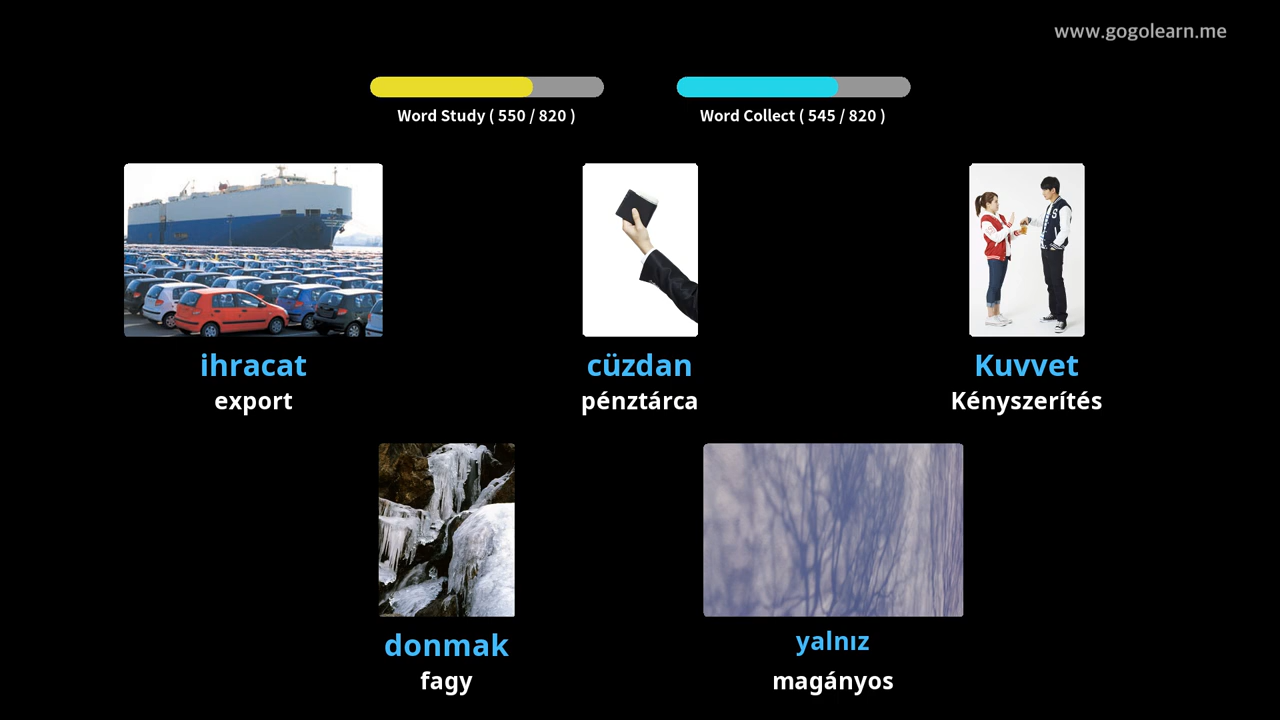 www.gogolearn.me
Word Study ( 550 / 820 )
Word Collect ( 545 / 820 )
ihracat
export
cüzdan
pénztárca
Kuvvet
Kényszerítés
donmak
fagy
yalnız
magányos